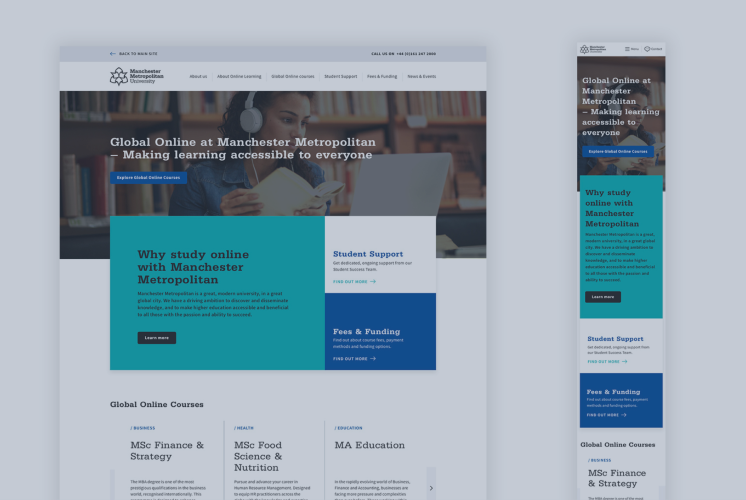 ← BACK TO MAIN SITE
CALL US ON +44 (0)161 247 2000
Manchester
Metropolitan
University
About us
About Online Learning
Global Online courses
Student Support
Fees & Funding
News & Events
Global Online at Manchester Metropolitan
— Making learning accessible to everyone
Explore Global Online Courses
Why study online
with Manchester
Metropolitan
Manchester Metropolitan is a great, modern university, in a great
global city. We have a driving ambition to discover and disseminate
knowledge, and to make higher education accessible and beneficial
to all those with the passion and ability to succeed.
Learn more
Student Support
Get dedicated, ongoing support from our
Student Success Team.
FIND OUT MORE →
Fees & Funding
Find out about course fees, payment
methods and funding options.
FIND OUT MORE →
Global Online Courses
/ BUSINESS
MSc Finance &
Strategy
The MBA degree is one of the most
prestigious qualifications in the business
world, recognised internationally. This
/ HEALTH
MSc Food
Science &
Nutrition
Pursue and advance your career in
Human Resource Management. Designed
to equip HR practitioners across the
/ EDUCATION
MA Education
In the rapidly evolving world of Business,
Finance and Accounting, businesses are
facing more pressure and complexities
Manchester
Metropolitan
University
Menu
Contact
Global Online at
Manchester
Metropolitan
— Making learning
accessible to
everyone
Explore Global Online Courses
Why study
online with
Manchester
Metropolitan
Manchester Metropolitan is a great,
modern university, in a great global
city. We have a driving ambition to
discover and disseminate
knowledge, and to make higher
education accessible and beneficial
to all those with the passion and
ability to succeed.
Learn more
Student Support
Get dedicated, ongoing support from
our Student Success Team.
FIND OUT MORE →
Fees & Funding
Find out about course fees, payment
methods and funding options.
FIND OUT MORE →
Global Online Courses
/ BUSINESS
MSc Finance
& Strategy
The MBA degree is one of the most